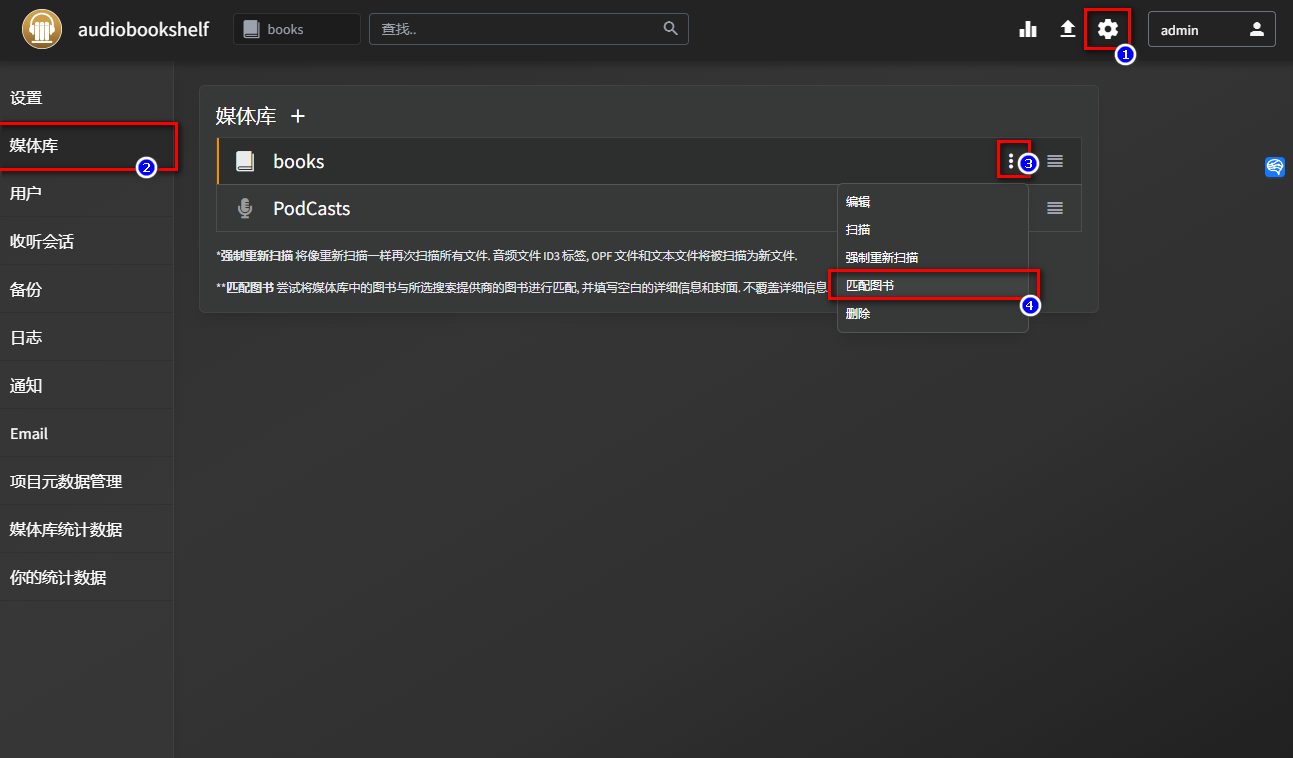 audiobookshelf
books
查找..
admin
1
设置
媒体库
2
用户
收听会话
备份
日志
通知
Email
项目元数据管理
媒体库统计数据
你的统计数据
媒体库 +
books
3
PodCasts
*强制重新扫描 将像重新扫描一样再次扫描所有文件. 音频文件 ID3 标签, OPF 文件和文本文件将被扫描为新文件.
**匹配图书 尝试将媒体库中的图书与所选搜索提供商的图书进行匹配, 并填写空白的详细信息和封面. 不覆盖详细信息
编辑
扫描
强制重新扫描
匹配图书
4
删除